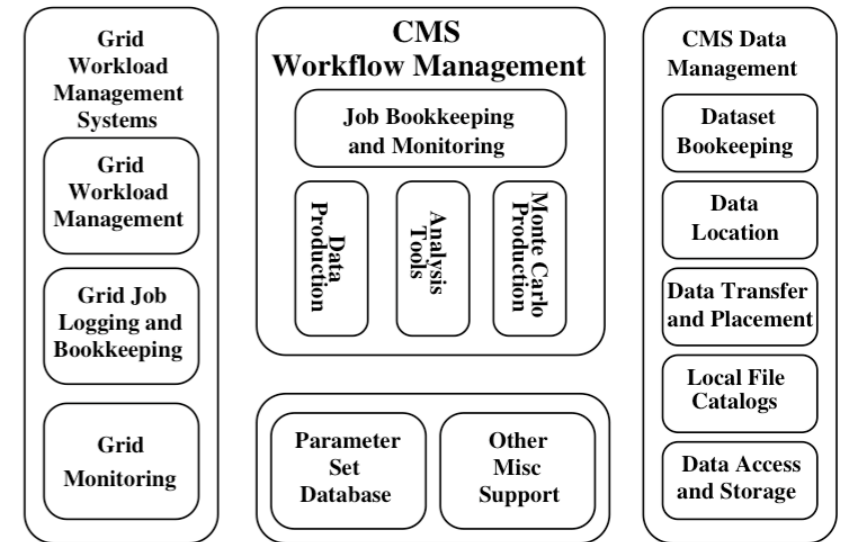 Grid
Workload
Management
Systems
Grid
Workload
Management
Grid Job
Logging and
Bookkeeping
Grid
Monitoring
CMS
Workflow Management
Job Bookkeeping
and Monitoring
Data
Production
Analysis
Tools
Monte Carlo
Production
Parameter
Set
Database
Other
Misc
Support
CMS Data
Management
Dataset
Bookeeping
Data
Location
Data Transfer
and Placement
Local File
Catalogs
Data Access
and Storage